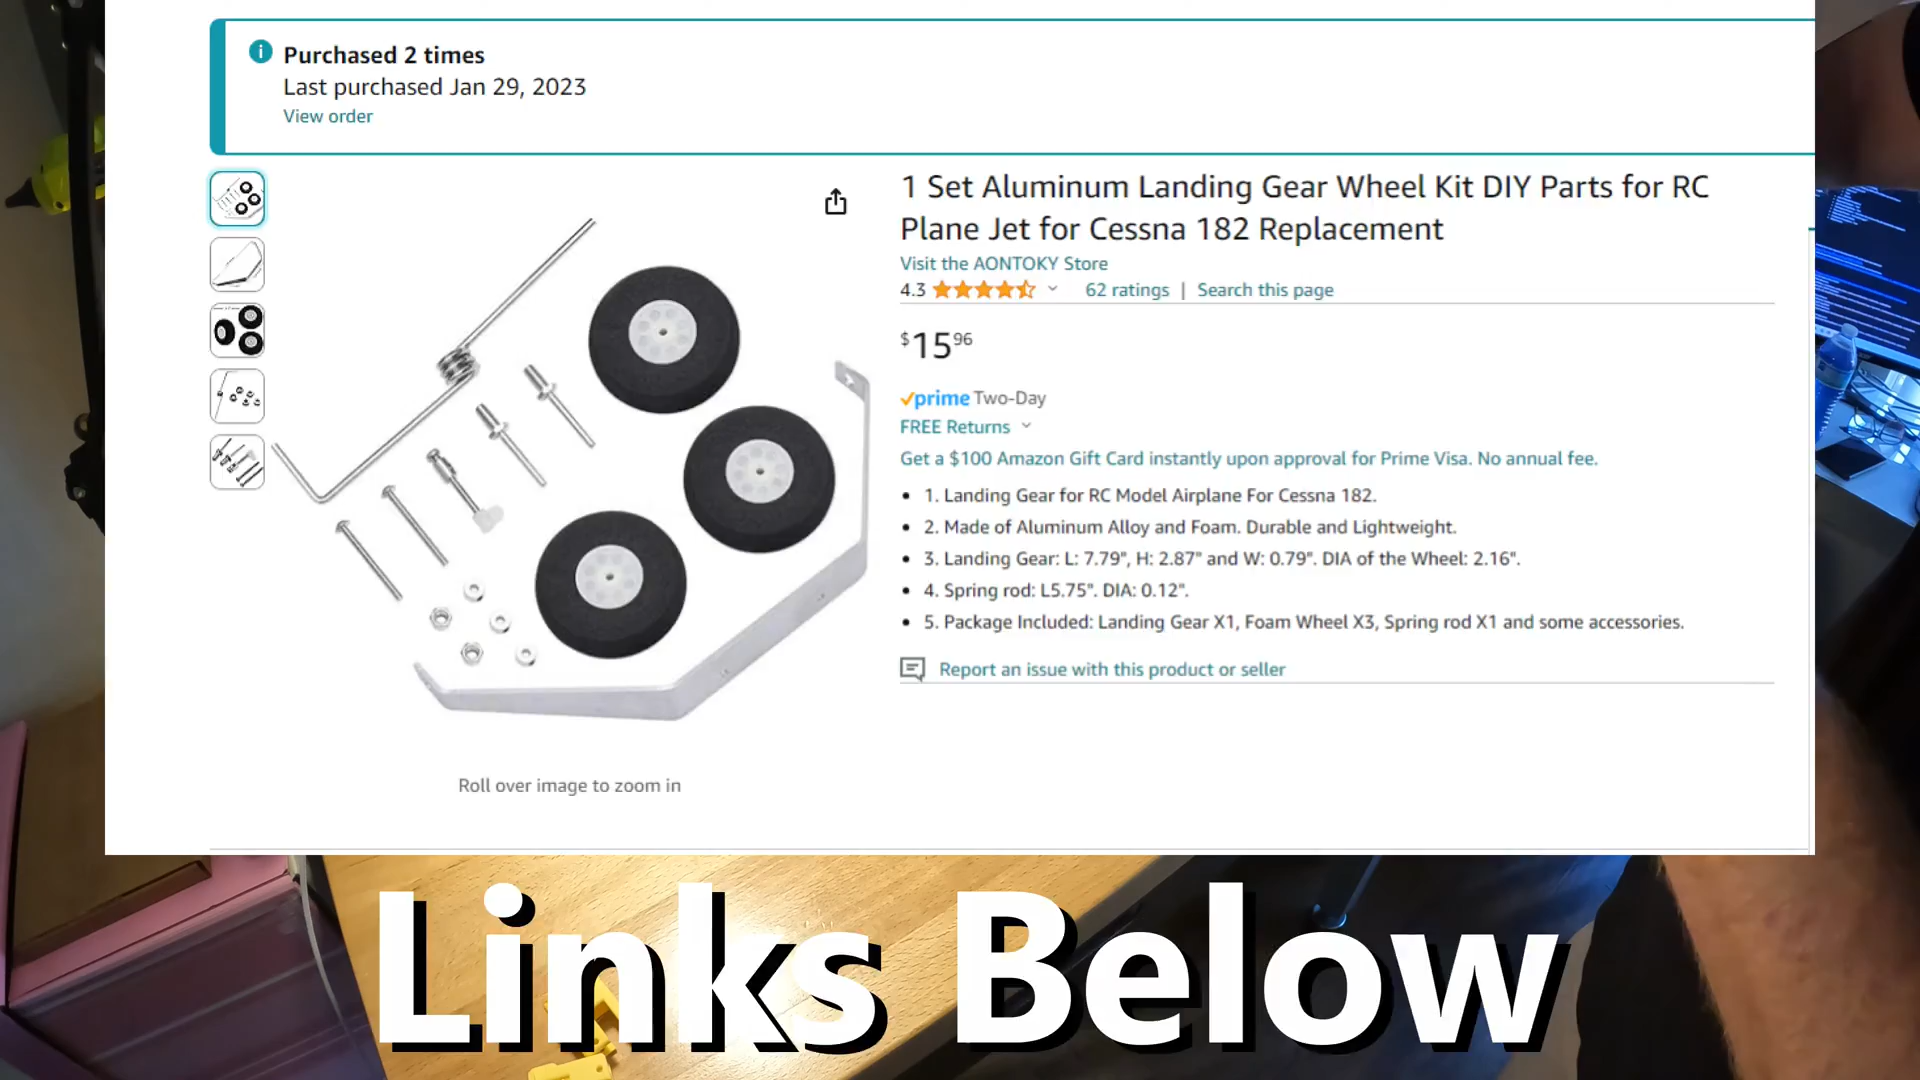 Purchased 2 times
Last purchased Jan 29, 2023
View order
1 Set Aluminum Landing Gear Wheel Kit DIY Parts for RC
Plane Jet for Cessna 182 Replacement
Visit the AONTOKY Store
4.3 62 ratings | Search this page
$1596
prime Two-Day
FREE Returns
Get a $100 Amazon Gift Card instantly upon approval for Prime Visa. No annual fee.
• 1. Landing Gear for RC Model Airplane For Cessna 182.
• 2. Made of Aluminum Alloy and Foam. Durable and Lightweight.
• 3. Landing Gear: L: 7.79", H: 2.87" and W: 0.79". DIA of the Wheel: 2.16".
• 4. Spring rod: L5.75". DIA: 0.12".
• 5. Package Included: Landing Gear X1, Foam Wheel X3, Spring rod X1 and some accessories.
Report an issue with this product or seller
Roll over image to zoom in
Links Below